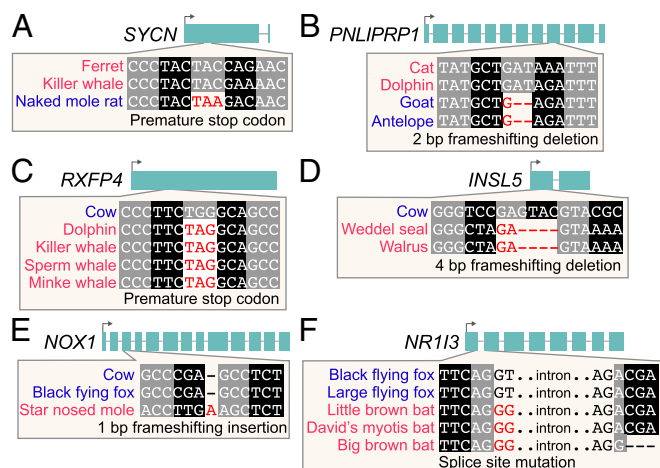 A
SYCN
Ferret CCCTACTACCAGAAC
Killer whale CCCTACTACGAAAAC
Naked mole rat CCCTACTAAGACAAC
Premature stop codon
B
PNLIPRP1
Cat TATGCTGATAAATTT
Dolphin TATGCTGATAGATTT
Goat TATGCTG--AGATTT
Antelope TATGCTG--AGATTT
2 bp frameshifting deletion
C
RXFP4
Cow CCCTTCTGGGCAGCC
Dolphin CCCTTCTAGGCAGCC
Killer whale CCCTTCTAGGCAGCC
Sperm whale CCCTTCTAGGCAGCC
Minke whale CCCTTCTAGGCAGCC
Premature stop codon
D
INSL5
Cow GGGTCCGAGTACGTACGC
Weddel seal GGGCTAGA----GTAAAA
Walrus GGGCTAGA----GTAAAA
4 bp frameshifting deletion
E
NOX1
Cow GCCCGA-GCCTCT
Black fying fox GCCCGA-GCCTCT
Star nosed mole ACCTTGAAGCTCT
1 bp frameshifting insertion
F
NR1I3
Black flying fox TTCAGGT..intron..AGACGA
Large flying fox TTCAGGT..intron..AGACGA
Little brown bat TTCAGGG..intron..AGACGA
David's myotis bat TTCAGGG..intron..AGACGA
Big brown bat TTCAGGG..intron..AGG---
Splice site mutation